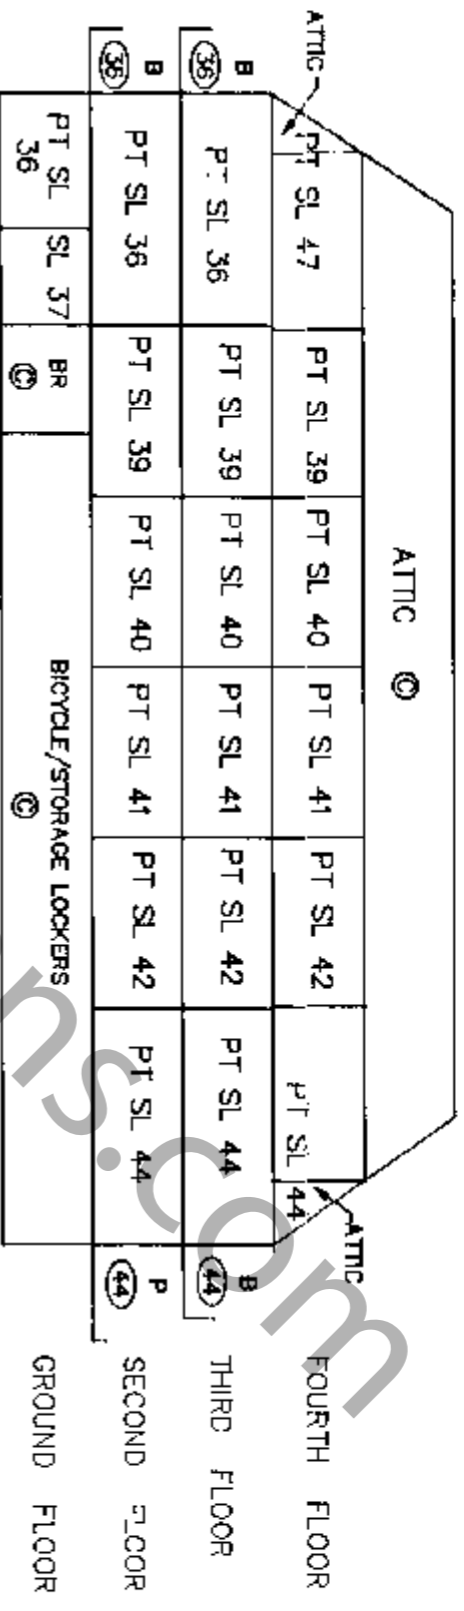 ATTIC ©
ATTIC
PT SL 47 PT SL 39 PT SL 40 PT SL 41 PT SL 42 PT SL 44 ATTIC FOURTH FLOOR
B 36 PT SL 36 PT SL 39 PT SL 40 PT SL 41 PT SL 42 PT SL 44 B 44 THIRD FLOOR
B 36 PT SL 36 PT SL 39 PT SL 40 PT SL 41 PT SL 42 PT SL 44 P 44 SECOND FLOOR
PT SL 36 SL 37 BR © BICYCLE/STORAGE LOCKERS © GROUND FLOOR
ns.com